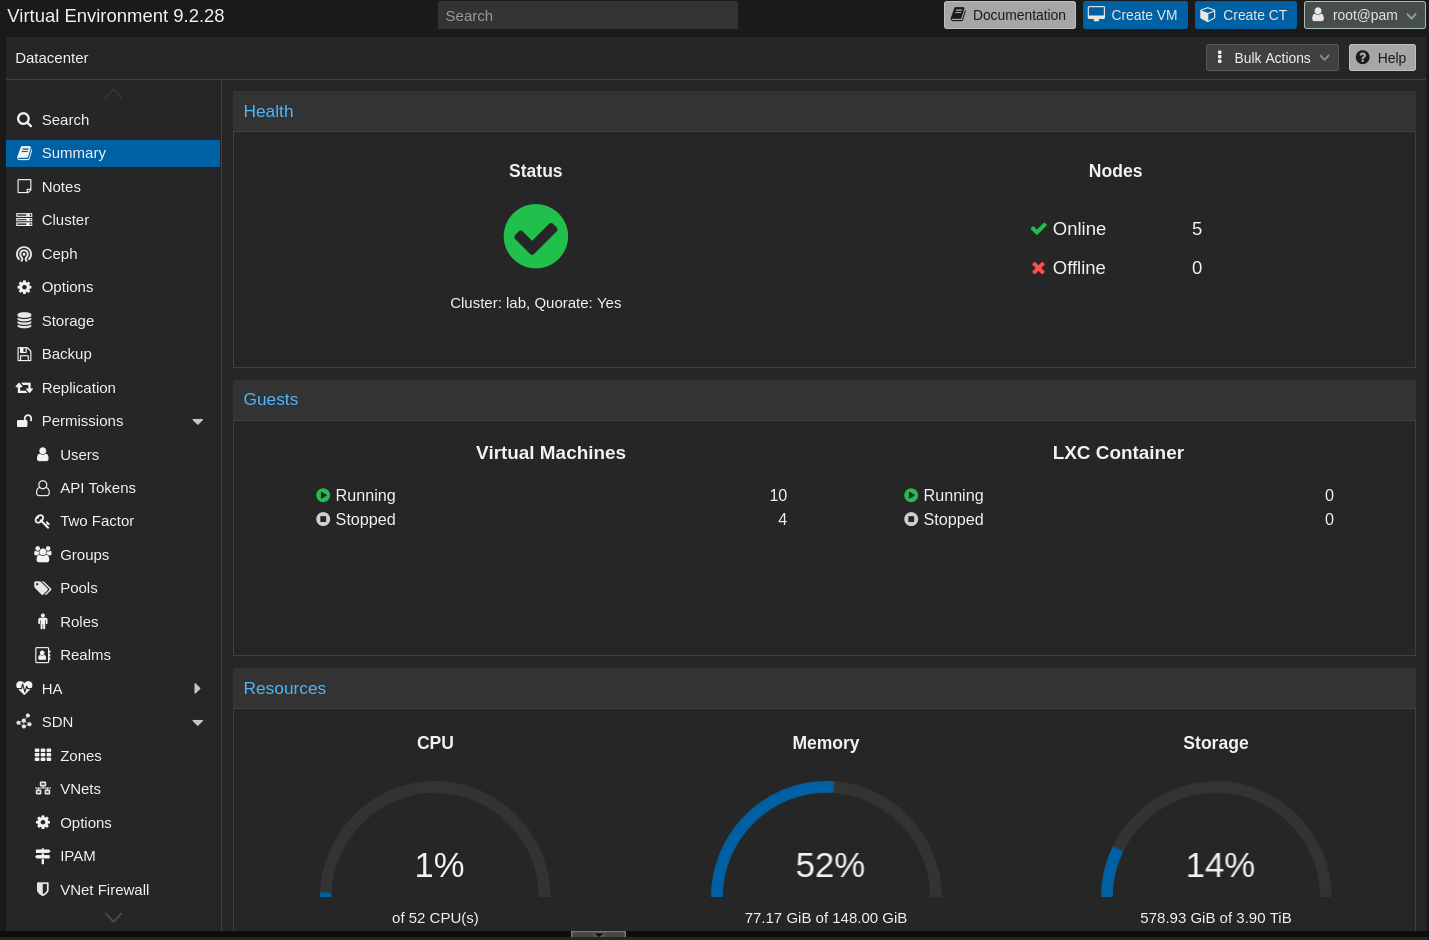 Virtual Environment 9.2.28
Search
Documentation
Create VM
Create CT
root@pam
Datacenter
Bulk Actions
Help
Search
Summary
Notes
Cluster
Ceph
Options
Storage
Backup
Replication
Permissions
Users
API Tokens
Two Factor
Groups
Pools
Roles
Realms
HA
SDN
Zones
VNets
Options
IPAM
VNet Firewall
Health
Status
Cluster: lab, Quorate: Yes
Nodes
Online 5
Offline 0
Guests
Virtual Machines
Running 10
Stopped 4
LXC Container
Running 0
Stopped 0
Resources
CPU
1%
of 52 CPU(s)
Memory
52%
77.17 GiB of 148.00 GiB
Storage
14%
578.93 GiB of 3.90 TiB